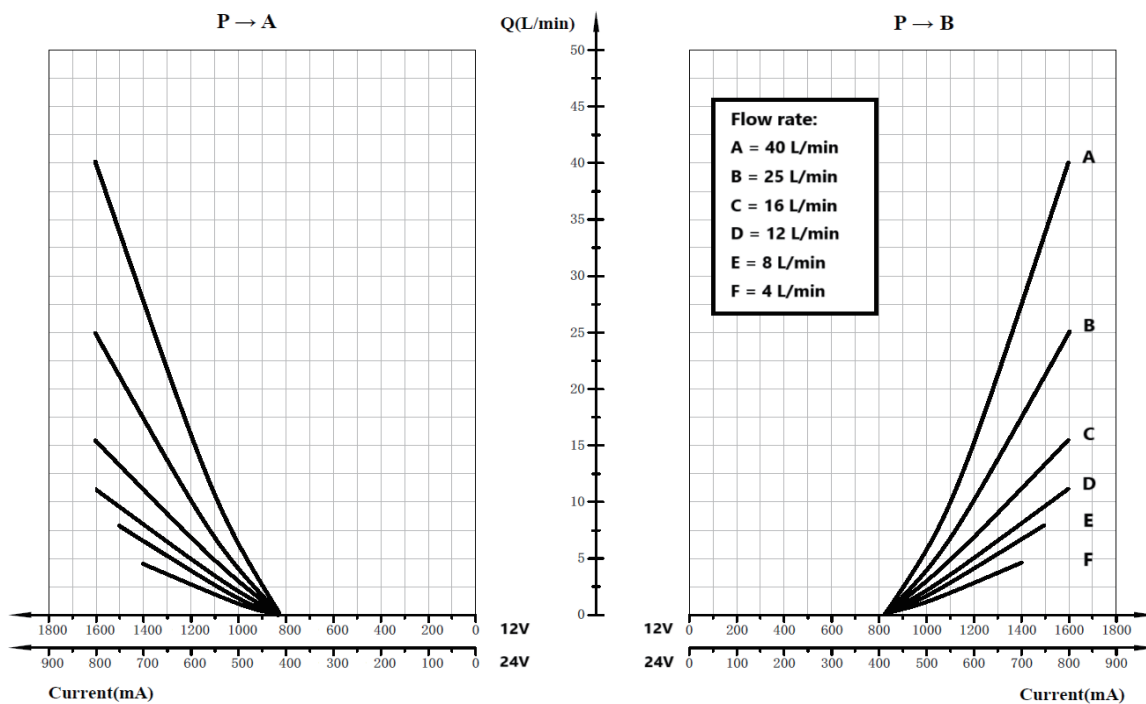 P → A
Q(L/min)
P → B
50
45
40
35
30
25
20
15
10
5
0
Flow rate:
A = 40 L/min
B = 25 L/min
C = 16 L/min
D = 12 L/min
E = 8 L/min
F = 4 L/min
A
B
C
D
E
F
1800 1600 1400 1200 1000 800 600 400 200 0 12V
900 800 700 600 500 400 300 200 100 0 24V
Current(mA)
12V 0 200 400 600 800 1000 1200 1400 1600 1800
24V 0 100 200 300 400 500 600 700 800 900
Current(mA)